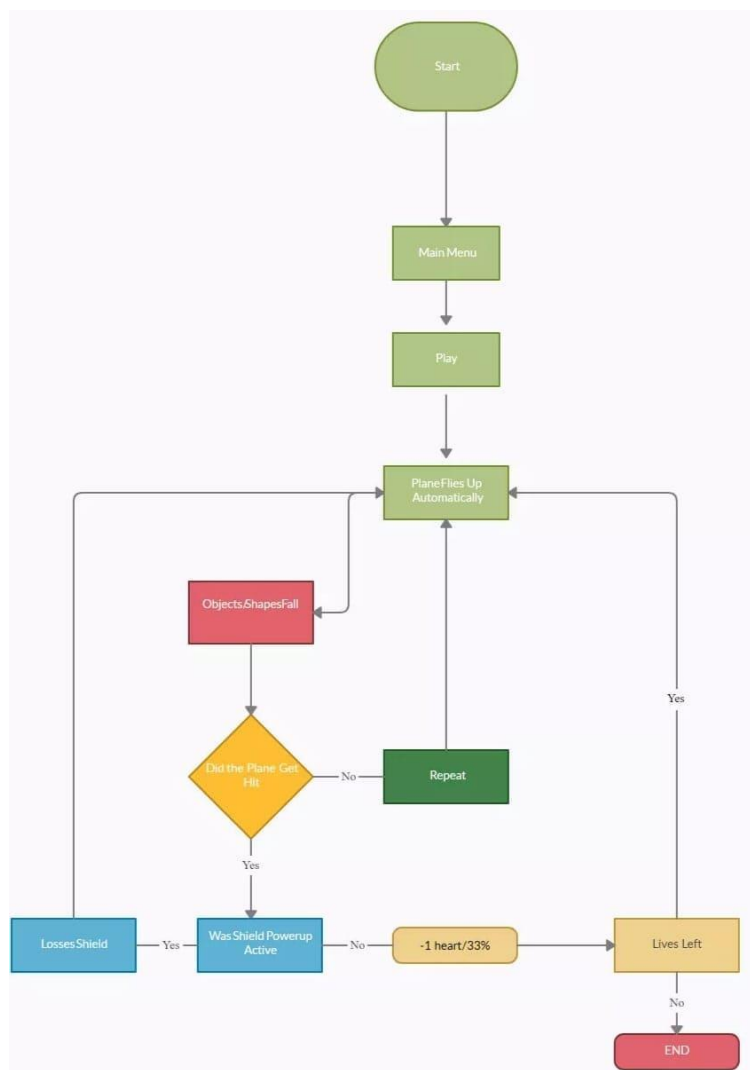 Start
Main Menu
Play
Plane Flies Up
Automatically
Objects/Shapes Fall
Yes
Did the Plane Get
Hit
No
Repeat
Yes
Losses Shield
Yes
Was Shield Powerup
Active
No
-1 heart/33%
Lives Left
No
END